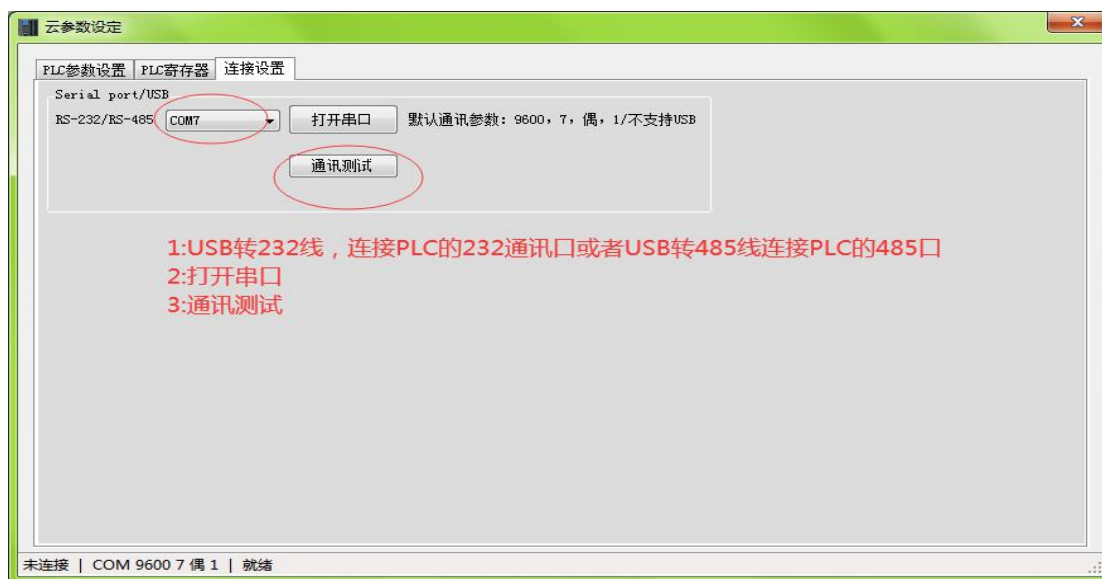 云参数设定
PLC参数设置 PLC寄存器 连接设置
Serial port/USB
RS-232/RS-485 COM7 打开串口 默认通讯参数：9600，7，偶，1/不支持USB
通讯测试
1:USB转232线，连接PLC的232通讯口或者USB转485线连接PLC的485口
2:打开串口
3:通讯测试
未连接 | COM 9600 7 偶 1 | 就绪